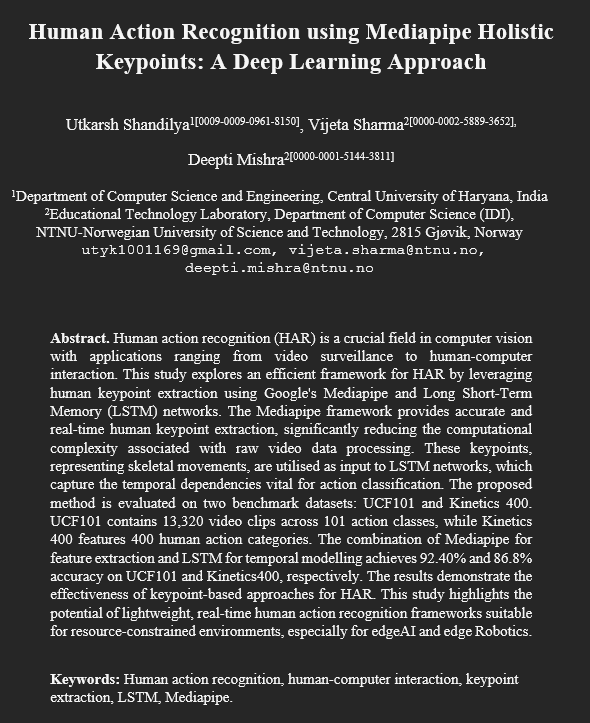 Human Action Recognition using Mediapipe Holistic
Keypoints: A Deep Learning Approach
Utkarsh Shandilya1[0009-0009-0961-8150], Vijeta Sharma2[0000-0002-5889-3652],
Deepti Mishra2[0000-0001-5144-3811]
1Department of Computer Science and Engineering, Central University of Haryana, India
2Educational Technology Laboratory, Department of Computer Science (IDI),
NTNU-Norwegian University of Science and Technology, 2815 Gjøvik, Norway
utyk1001169@gmail.com, vijeta.sharma@ntnu.no,
deepti.mishra@ntnu.no
Abstract. Human action recognition (HAR) is a crucial field in computer vision
with applications ranging from video surveillance to human-computer
interaction. This study explores an efficient framework for HAR by leveraging
human keypoint extraction using Google's Mediapipe and Long Short-Term
Memory (LSTM) networks. The Mediapipe framework provides accurate and
real-time human keypoint extraction, significantly reducing the computational
complexity associated with raw video data processing. These keypoints,
representing skeletal movements, are utilised as input to LSTM networks, which
capture the temporal dependencies vital for action classification. The proposed
method is evaluated on two benchmark datasets: UCF101 and Kinetics 400.
UCF101 contains 13,320 video clips across 101 action classes, while Kinetics
400 features 400 human action categories. The combination of Mediapipe for
feature extraction and LSTM for temporal modelling achieves 92.40% and 86.8%
accuracy on UCF101 and Kinetics400, respectively. The results demonstrate the
effectiveness of keypoint-based approaches for HAR. This study highlights the
potential of lightweight, real-time human action recognition frameworks suitable
for resource-constrained environments, especially for edgeAI and edge Robotics.
Keywords: Human action recognition, human-computer interaction, keypoint
extraction, LSTM, Mediapipe.